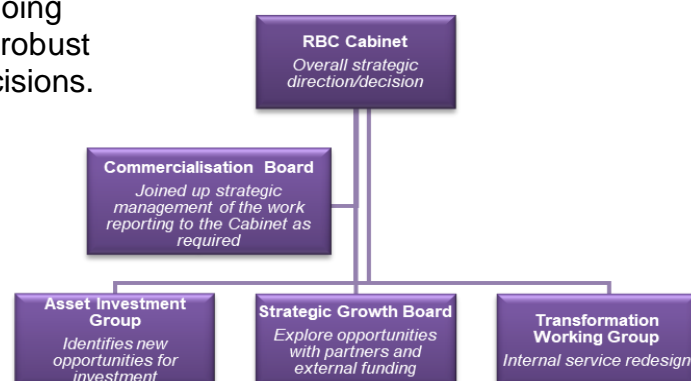 oing
robust
cisions.
RBC Cabinet
Overall strategic
direction/decision
Commercialisation Board
Joined up strategic
management of the work
reporting to the Cabinet as
required
Asset Investment
Group
Identifies new
opportunities for
investment
Strategic Growth Board
Explore opportunities
with partners and
external funding
Transformation
Working Group
Internal service redesign